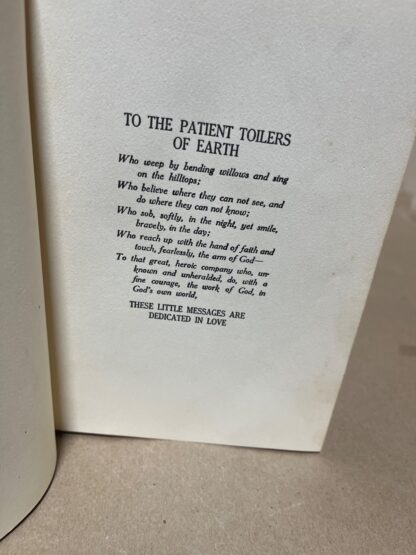 TO THE PATIENT TOILERS
OF EARTH
Who weep by bending willows and sing
on the hilltops;
Who believe where they can not see, and
do where they can not know;
Who sob, softly, in the night, yet smile,
bravely, in the day;
Who reach up with the hand of faith and
touch, fearlessly, the arm of God—
To that great, heroic company who, un-
known and unheralded, do, with a
fine courage, the work of God, in
God's own world,
THESE LITTLE MESSAGES ARE
DEDICATED IN LOVE